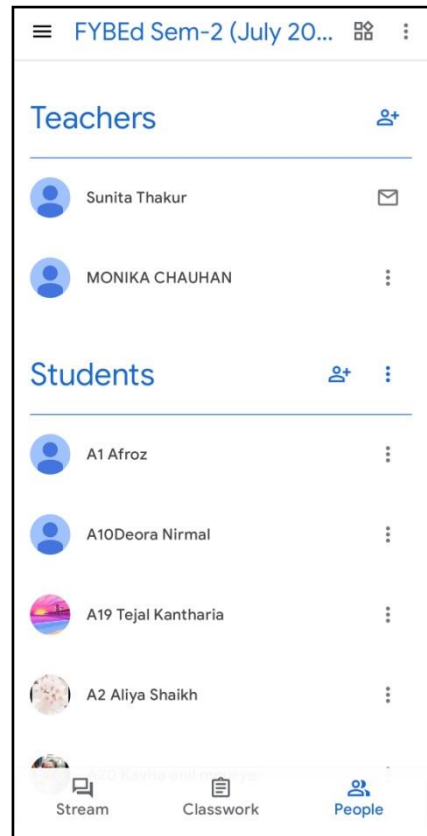 FYBEd Sem-2 (July 20...
Teachers
Sunita Thakur
MONIKA CHAUHAN
Students
A1 Afroz
A10Deora Nirmal
A19 Tejal Kantharia
A2 Aliya Shaikh
Stream
Classwork
People